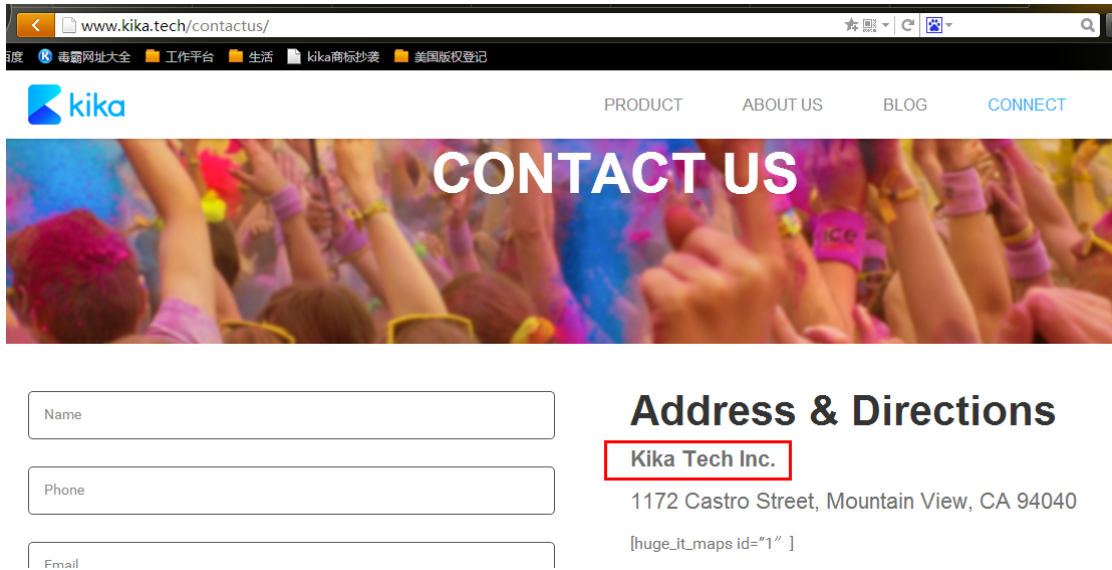 www.kika.tech/contactus/
百度 毒霸网址大全 工作平台 生活 kika商标抄袭 美国版权登记
kika PRODUCT ABOUT US BLOG CONNECT
CONTACT US
ice
Name
Phone
Email
Address & Directions
Kika Tech Inc.
1172 Castro Street, Mountain View, CA 94040
[huge_it_maps id="1″ ]